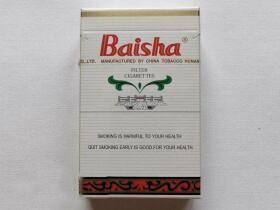 Baisha®
O.,LTD. MANUFACTURED BY CHINA TOBACCO HUNAN
FILTER
CIGARETTES
SMOKING IS HARMFUL TO YOUR HEALTH
QUIT SMOKING EARLY IS GOOD FOR YOUR HEALTH